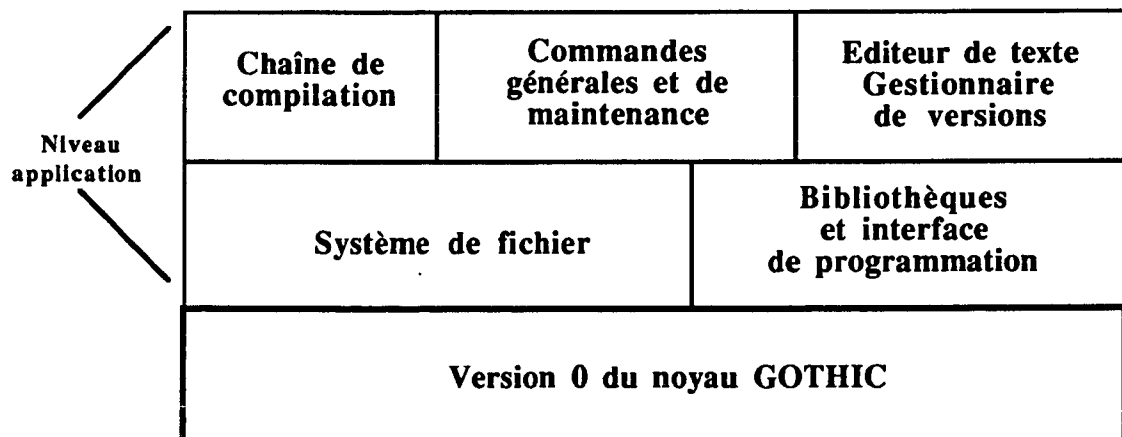 Chaîne de
compilation
Commandes
générales et de
maintenance
Editeur de texte
Gestionnaire
de versions
Niveau
application
Système de fichier
Bibliothèques
et interface
de programmation
Version 0 du noyau GOTHIC